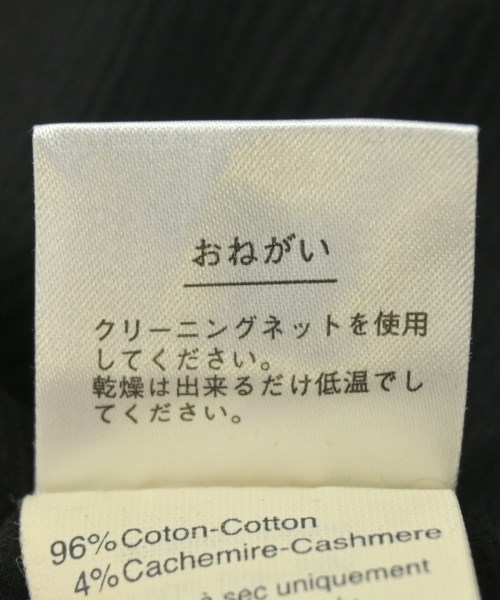 おねがい
クリーニングネットを使用
してください。
乾燥は出来るだけ低温でし
てください。
96%Coton-Cotton
4%Cachemire-Cashmere
à sec uniquement